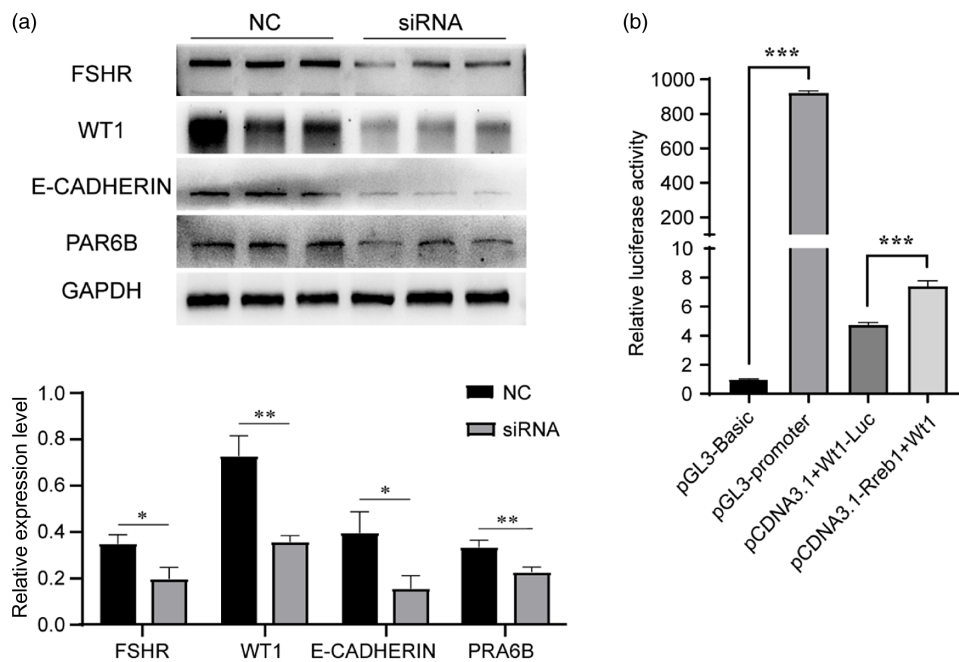 (a)
NC siRNA
FSHR
WT1
E-CADHERIN
PAR6B
GAPDH
Relative expression level
1.0
0.8
0.6
0.4
0.2
0.0
NC
siRNA
*
**
*
**
FSHR WT1 E-CADHERIN PRA6B
(b)
Relative luciferase activity
1000
800
600
400
200
10
8
6
4
2
0
***
***
pGL3-Basic
pGL3-promoter
pCDNA3.1+Wt1-Luc
pCDNA3.1-Rreb1+Wt1